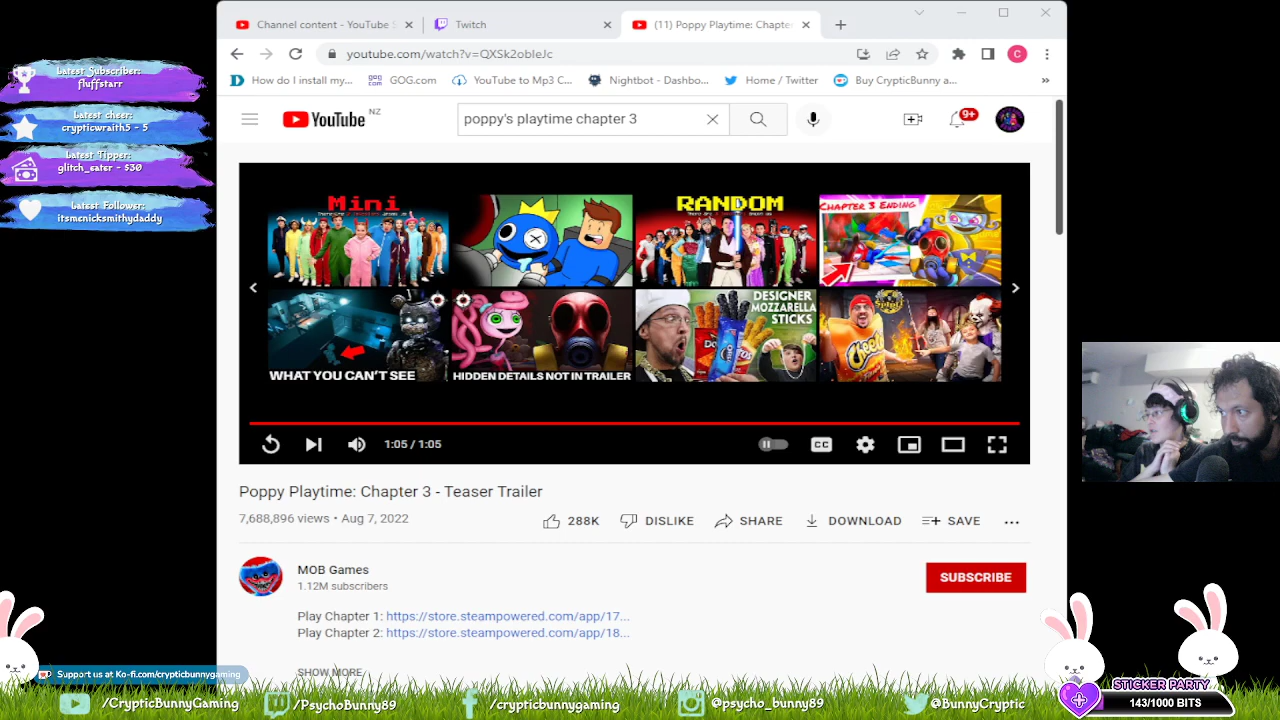 Channel content - YouTube S
Twitch
(11) Poppy Playtime: Chapte
youtube.com/watch?v=QXSk2obIeJc
C
How do I install my...
GOG.com
YouTube to Mp3 C...
Nightbot - Dashbo...
Home / Twitter
Buy CrypticBunny a...
Latest Subscriber:
fluffstarr
Latest cheer:
crypticwraith5 - 5
Latest Tipper:
glitch_eater - $30
Latest Follower:
itsmenicksmithydaddy
YouTube NZ
poppy's playtime chapter 3
9+
Mini
RANDOM
CHAPTER 3 ENDING
WHAT YOU CAN'T SEE
HIDDEN DETAILS NOT IN TRAILER
DESIGNER
MOZZARELLA
STICKS
Cheetos
1:05 / 1:05
CC
Poppy Playtime: Chapter 3 - Teaser Trailer
7,688,896 views • Aug 7, 2022
288K
DISLIKE
SHARE
DOWNLOAD
SAVE
MOB Games
1.12M subscribers
SUBSCRIBE
Play Chapter 1: https://store.steampowered.com/app/17...
Play Chapter 2: https://store.steampowered.com/app/18...
SHOW MORE
Support us at Ko-fi.com/crypticbunnygaming
/CrypticBunnyGaming
/PsychoBunny89
/crypticbunnygaming
@psycho_bunny89
@BunnyCryptic
STICKER PARTY
143/1000 BITS